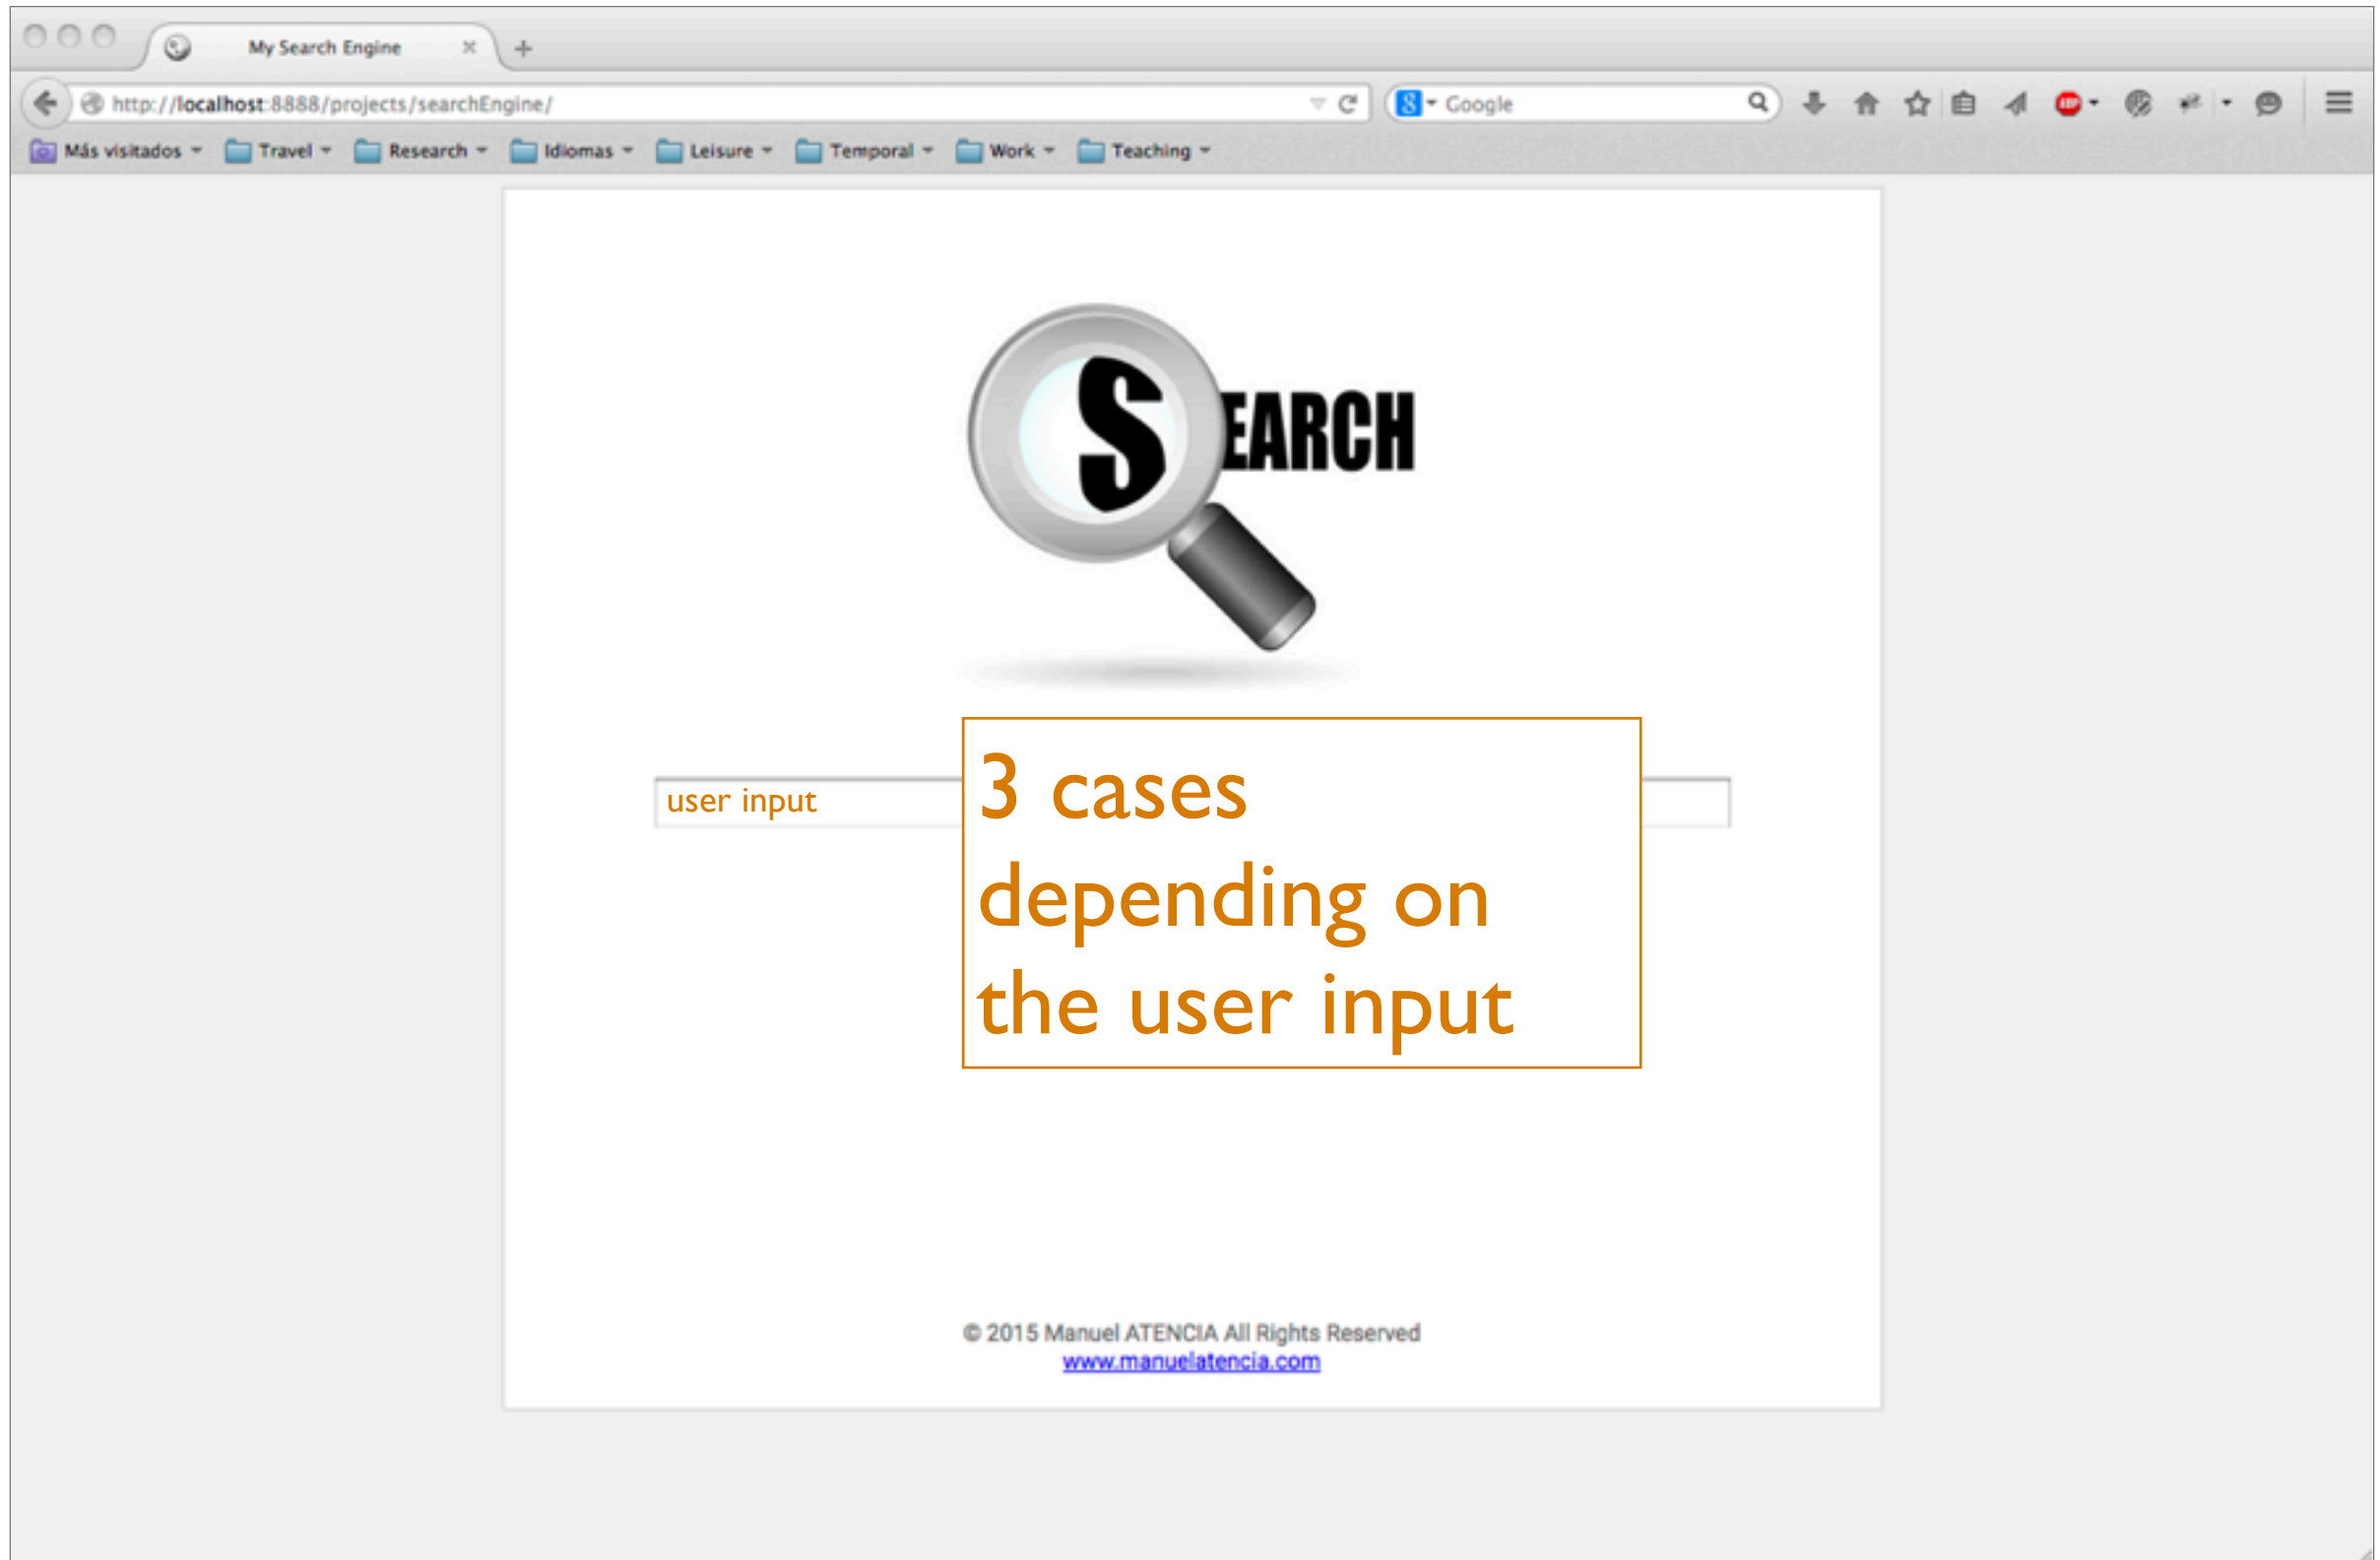 My Search Engine
http://localhost:8888/projects/searchEngine/
Google
Más visitados Travel Research Idiomas Leisure Temporal Work Teaching
SEARCH
user input
3 cases
depending on
the user input
© 2015 Manuel ATENCIA All Rights Reserved
www.manuelatencia.com